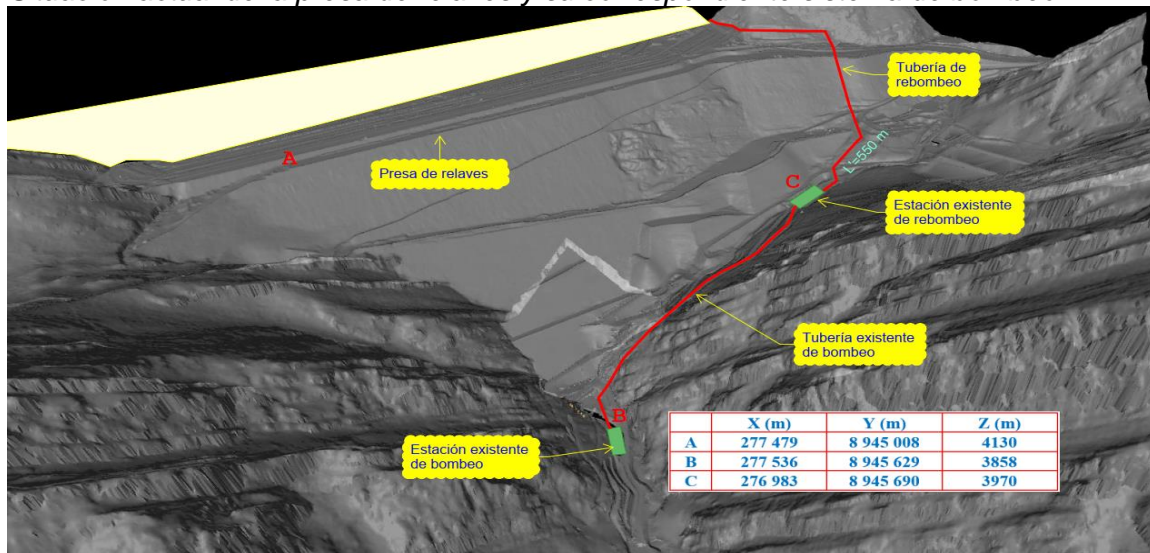 Tubería de
rebombeo
A
Presa de relaves
L=550 m
C
Estación existente
de rebombeo
Tubería existente
de bombeo
B
Estación existente
de bombeo
X (m) Y (m) Z (m)
A 277 479 8 945 008 4130
B 277 536 8 945 629 3858
C 276 983 8 945 690 3970